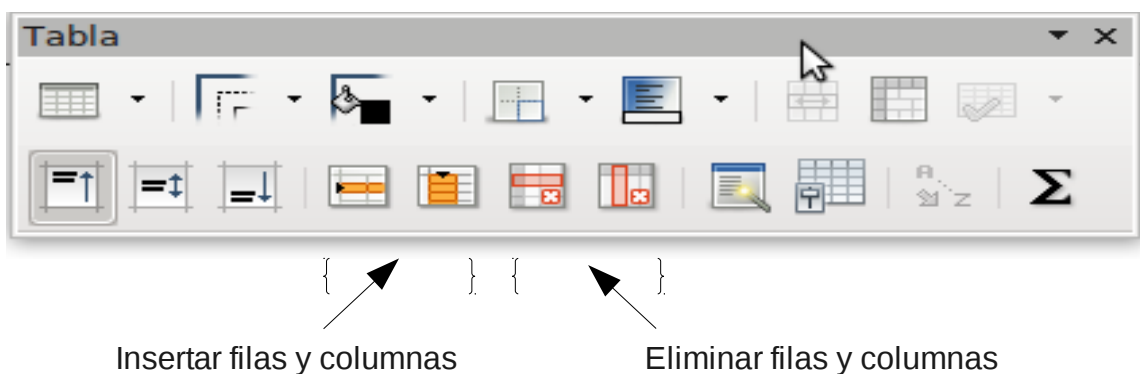 Tabla
A
Z
Σ
Insertar filas y columnas
Eliminar filas y columnas